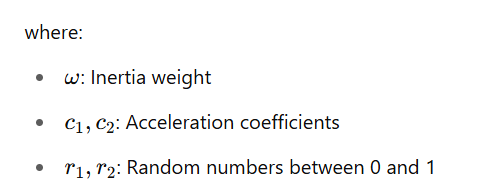 where:
• ω: Inertia weight
• c₁, c₂: Acceleration coefficients
• r₁, r₂: Random numbers between 0 and 1